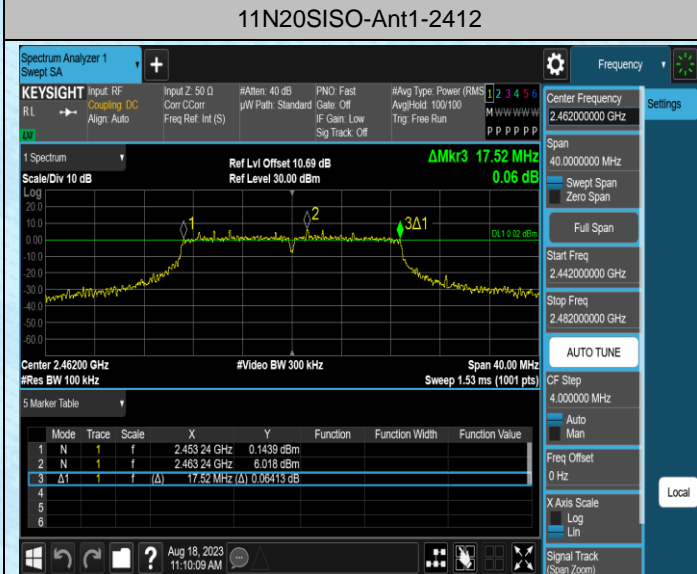 11N20SISO-Ant1-2412
Spectrum Analyzer 1
Swept SA
+
Frequency
KEYSIGHT
RL
LV
Input: RF
Coupling: DC
Align: Auto
Input Z: 50 Ω
Corr CCorr
Freq Ref: Int (S)
#Atten: 40 dB
µW Path: Standard
PNO: Fast
Gate: Off
IF Gain: Low
Sig Track: Off
#Avg Type: Power (RMS
Avg|Hold: 100/100
Trig: Free Run
1 2 3 4 5 6
M W W W W W
P P P P P P
1 Spectrum
Scale/Div 10 dB
Ref Lvl Offset 10.69 dB
Ref Level 30.00 dBm
ΔMkr3 17.52 MHz
0.06 dB
Log
20.0
10.0
0.00
-10.0
-20.0
-30.0
-40.0
-50.0
-60.0
1
2
3Δ1
DL1 0.02 dBm
Center 2.46200 GHz
#Res BW 100 kHz
#Video BW 300 kHz
Span 40.00 MHz
Sweep 1.53 ms (1001 pts)
5 Marker Table
Mode Trace Scale X Y Function Function Width Function Value
1 N 1 f 2.453 24 GHz 0.1439 dBm
2 N 1 f 2.463 24 GHz 6.018 dBm
3 Δ1 1 f (Δ) 17.52 MHz (Δ) 0.06413 dB
4
5
6
Aug 18, 2023
11:10:09 AM
?
Center Frequency
2.462000000 GHz
Settings
Span
40.0000000 MHz
Swept Span
Zero Span
Full Span
Start Freq
2.442000000 GHz
Stop Freq
2.482000000 GHz
AUTO TUNE
CF Step
4.000000 MHz
Auto
Man
Freq Offset
0 Hz
X Axis Scale
Log
Lin
Local
Signal Track
(Span Zoom)